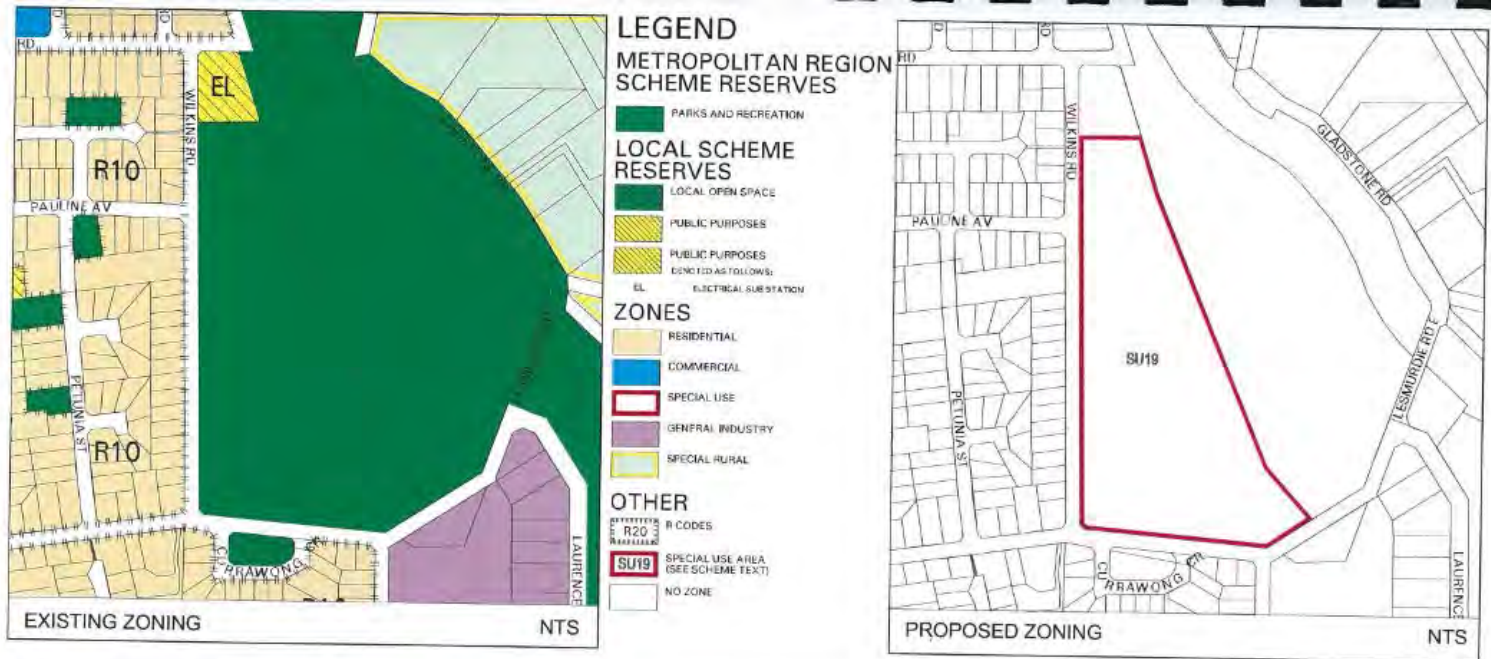 RD
RD
EL
WILKINS RD
R10
PAULINE AV
PETUNIA ST
R10
CURRAWONG CR
LAURENCE
EXISTING ZONING
NTS
LEGEND
METROPOLITAN REGION
SCHEME RESERVES
PARKS AND RECREATION
LOCAL SCHEME
RESERVES
LOCAL OPEN SPACE
PUBLIC PURPOSES
PUBLIC PURPOSES
DENOTED AS FOLLOWS:
EL ELECTRICAL SUBSTATION
ZONES
RESIDENTIAL
COMMERCIAL
SPECIAL USE
GENERAL INDUSTRY
SPECIAL RURAL
OTHER
R20 R CODES
SU19 SPECIAL USE AREA
(SEE SCHEME TEXT)
NO ZONE
RD
RD
WILKINS RD
GLADSTONE RD
PAULINE AV
SU19
LESMURDIE RD E
PETUNIA ST
CURRAWONG CR
LAURENCE
PROPOSED ZONING
NTS